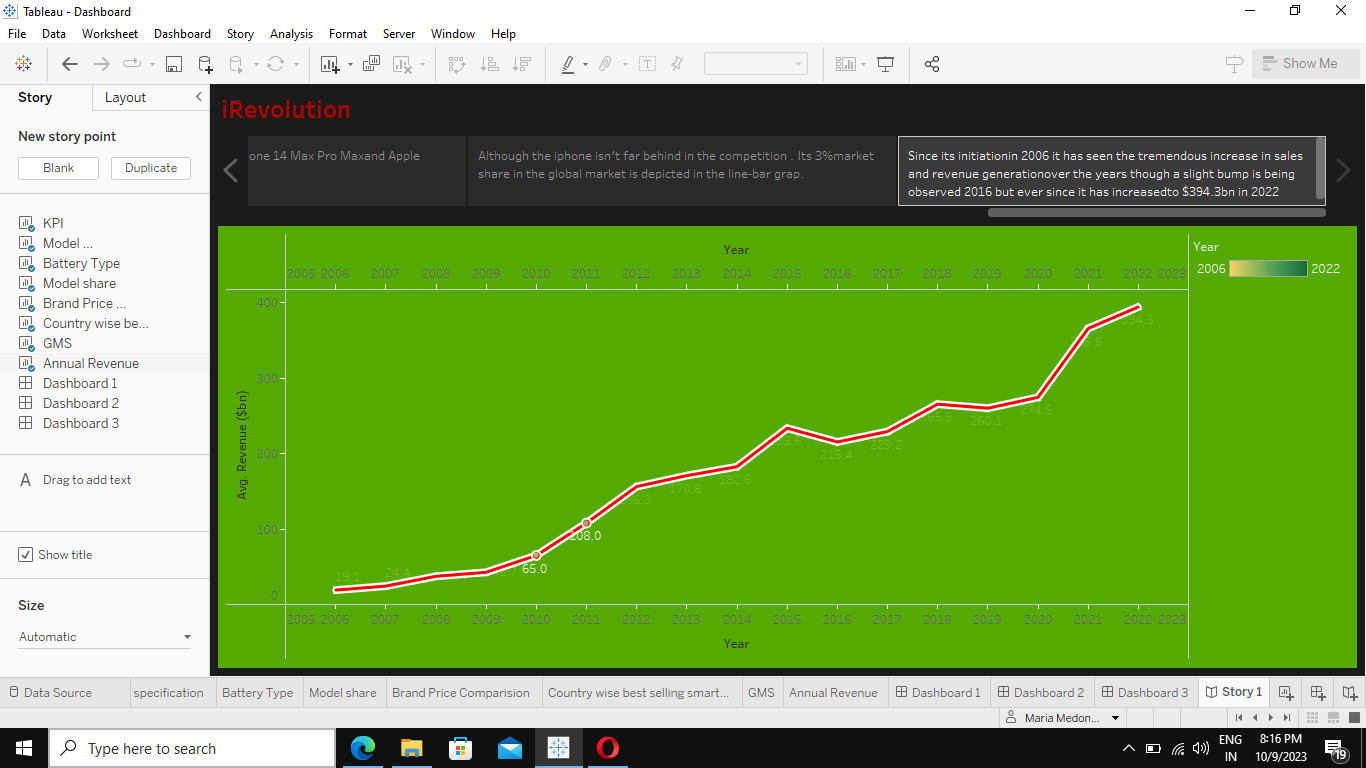 Tableau - Dashboard
File Data Worksheet Dashboard Story Analysis Format Server Window Help
Show Me
Story Layout
New story point
Blank Duplicate
KPI
Model ...
Battery Type
Model share
Brand Price ...
Country wise be...
GMS
Annual Revenue
Dashboard 1
Dashboard 2
Dashboard 3
A Drag to add text
Show title
Size
Automatic
iRevolution
one 14 Max Pro Maxand Apple
Although the iphone isn't far behind in the competition . Its 3%market
share in the global market is depicted in the line-bar grap.
Since its initiationin 2006 it has seen the tremendous increase in sales
and revenue generationover the years though a slight bump is being
observed 2016 but ever since it has increasedto $394.3bn in 2022
Year
2005 2006 2007 2008 2009 2010 2011 2012 2013 2014 2015 2016 2017 2018 2019 2020 2021 2022 2023
400
300
200
100
0
Avg. Revenue ($bn)
19.1
24.4
65.0
108.0
170.8
182.6
215.4
229.2
260.1
274.5
394.3
2005 2006 2007 2008 2009 2010 2011 2012 2013 2014 2015 2016 2017 2018 2019 2020 2021 2022 2023
Year
Year
2006 2022
Data Source specification Battery Type Model share Brand Price Comparision Country wise best selling smart... GMS Annual Revenue Dashboard 1 Dashboard 2 Dashboard 3 Story 1
Maria Medon...
Type here to search
ENG
IN
8:16 PM
10/9/2023
19